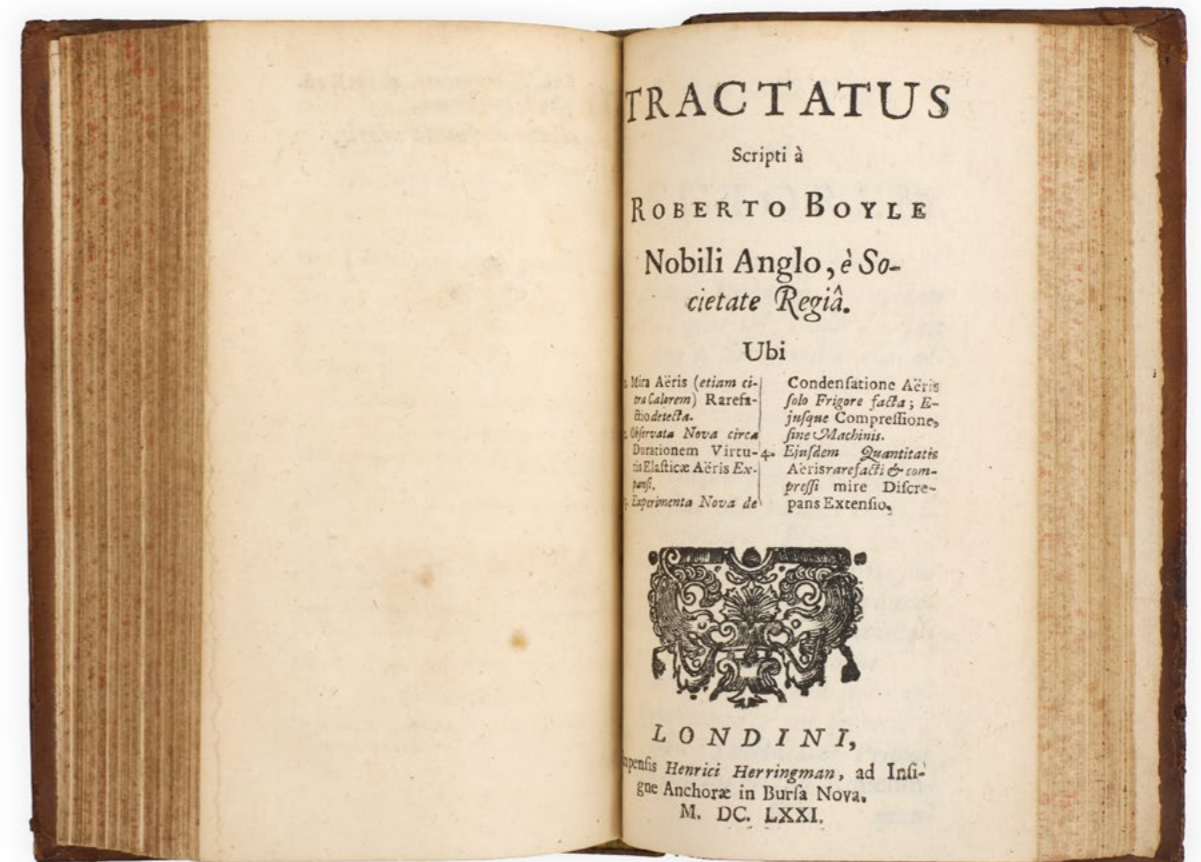 TRACTATUS
Scripti à
ROBERTO BOYLE
Nobili Anglo, è So-
cietate Regiâ.
Ubi
Mira Aëris (etiam ci-
tra Calorem) Rarefa-
ctio detecta.
Observata Nova circa
Durationem Virtu-
tis Elasticæ Aëris Ex-
pansi.
Experimenta Nova de
Condensatione Aëris
solo Frigore facta; E-
jusque Compressione,
sine Machinis.
4. Ejusdem Quantitatis
Aëris rarefacti & com-
pressi mire Discre-
pans Extensio.
LONDINI,
Henrici Herringman, ad Insi-
gne Anchoræ in Bursa Nova.
M. DC. LXXI.